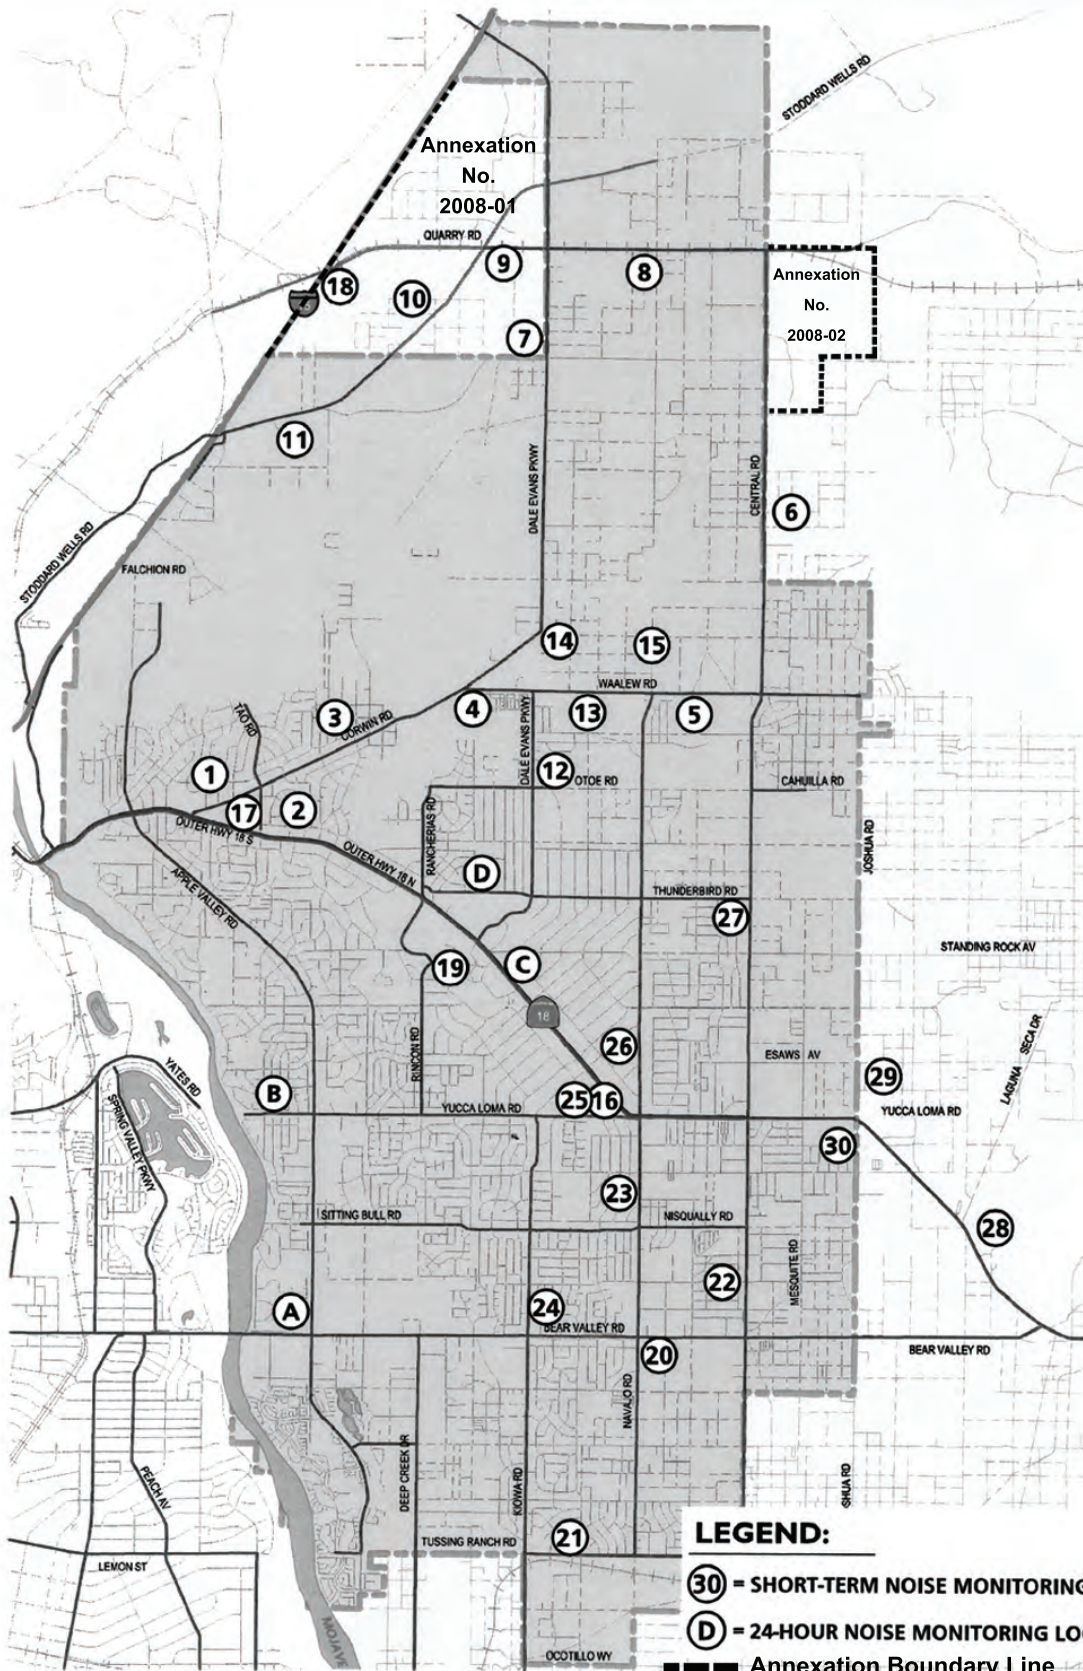 STODDARD WELLS RD
Annexation
No.
2008-01
QUARRY RD
9
8
18
10
Annexation
No.
2008-02
7
11
DALE EVANS PKWY
CENTRAL RD
6
STODDARD WELLS RD
FALCHION RD
14
15
WAALEW RD
3
4
13
5
TAO RD
CORWIN RD
DALE EVANS PKWY
1
12
OTOE RD
CAHUILLA RD
17
2
OUTER HWY 18 S
OUTER HWY 18 N
RANCHERIAS RD
JOSHUA RD
D
APPLE VALLEY RD
THUNDERBIRD RD
27
STANDING ROCK AV
19
C
18
26
ESAWS AV
LAGUNA SECA DR
RINCON RD
29
YATES RD
B
25
16
YUCCA LOMA RD
YUCCA LOMA RD
SPRING VALLEY PKWY
30
23
SITTING BULL RD
NISQUALLY RD
28
MESQUITE RD
22
A
24
BEAR VALLEY RD
BEAR VALLEY RD
20
NAVAJO RD
PEACH AV
DEEP CREEK DR
KIOWA RD
SHUA RD
21
TUSSING RANCH RD
LEMON ST
LEGEND:
30 = SHORT-TERM NOISE MONITORING
D = 24-HOUR NOISE MONITORING LO
Annexation Boundary Line
OCOTILLO WY
MOJAVE